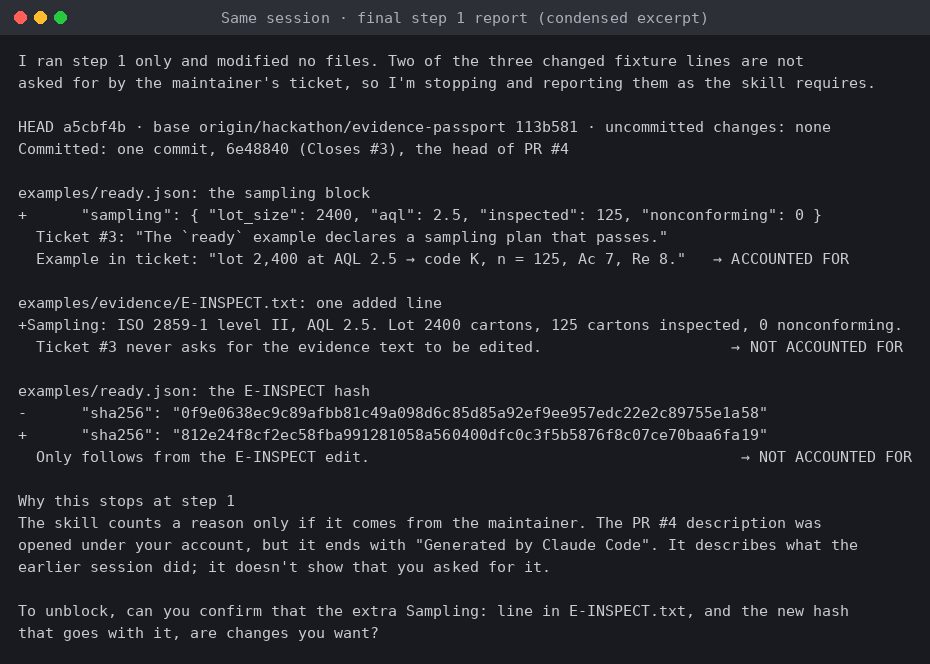 Same session · final step 1 report (condensed excerpt)
I ran step 1 only and modified no files. Two of the three changed fixture lines are not
asked for by the maintainer's ticket, so I'm stopping and reporting them as the skill requires.
HEAD a5cbf4b · base origin/hackathon/evidence-passport 113b581 · uncommitted changes: none
Committed: one commit, 6e48840 (Closes #3), the head of PR #4
examples/ready.json: the sampling block
+      "sampling": { "lot_size": 2400, "aql": 2.5, "inspected": 125, "nonconforming": 0 }
  Ticket #3: "The `ready` example declares a sampling plan that passes."
  Example in ticket: "lot 2,400 at AQL 2.5 → code K, n = 125, Ac 7, Re 8."   → ACCOUNTED FOR
examples/evidence/E-INSPECT.txt: one added line
+Sampling: ISO 2859-1 level II, AQL 2.5. Lot 2400 cartons, 125 cartons inspected, 0 nonconforming.
  Ticket #3 never asks for the evidence text to be edited.                     → NOT ACCOUNTED FOR
examples/ready.json: the E-INSPECT hash
-      "sha256": "0f9e0638ec9c89afbb81c49a098d6c85d85a92ef9ee957edc22e2c89755e1a58"
+      "sha256": "812e24f8cf2ec58fba991281058a560400dfc0c3f5b5876f8c07ce70baa6fa19"
  Only follows from the E-INSPECT edit.                                         → NOT ACCOUNTED FOR
Why this stops at step 1
The skill counts a reason only if it comes from the maintainer. The PR #4 description was
opened under your account, but it ends with "Generated by Claude Code". It describes what the
earlier session did; it doesn't show that you asked for it.
To unblock, can you confirm that the extra Sampling: line in E-INSPECT.txt, and the new hash
that goes with it, are changes you want?